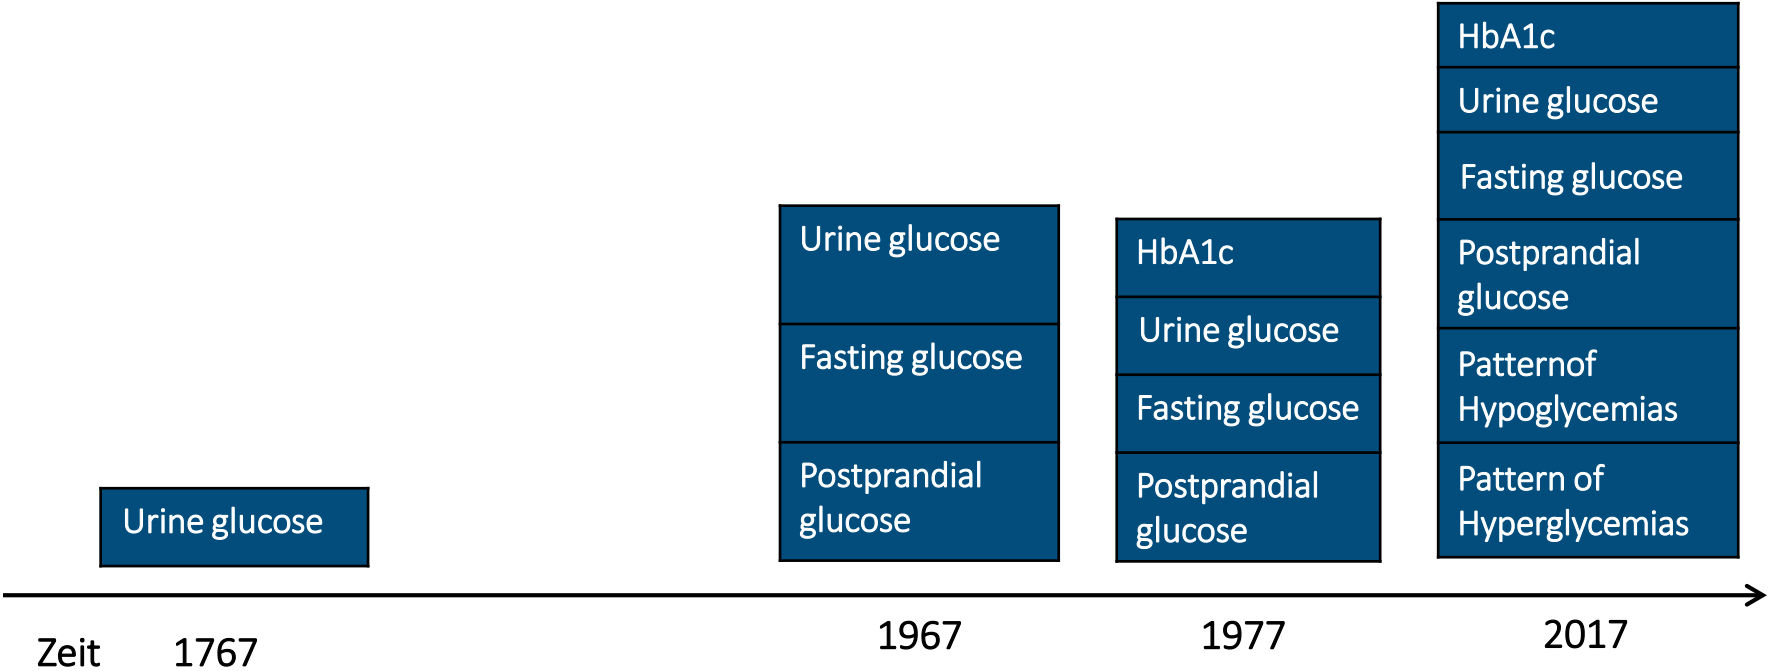 Urine glucose
Urine glucose
Fasting glucose
Postprandial
glucose
HbA1c
Urine glucose
Fasting glucose
Postprandial
glucose
HbA1c
Urine glucose
Fasting glucose
Postprandial
glucose
Patternof
Hypoglycemias
Pattern of
Hyperglycemias
Zeit 1767 1967 1977 2017